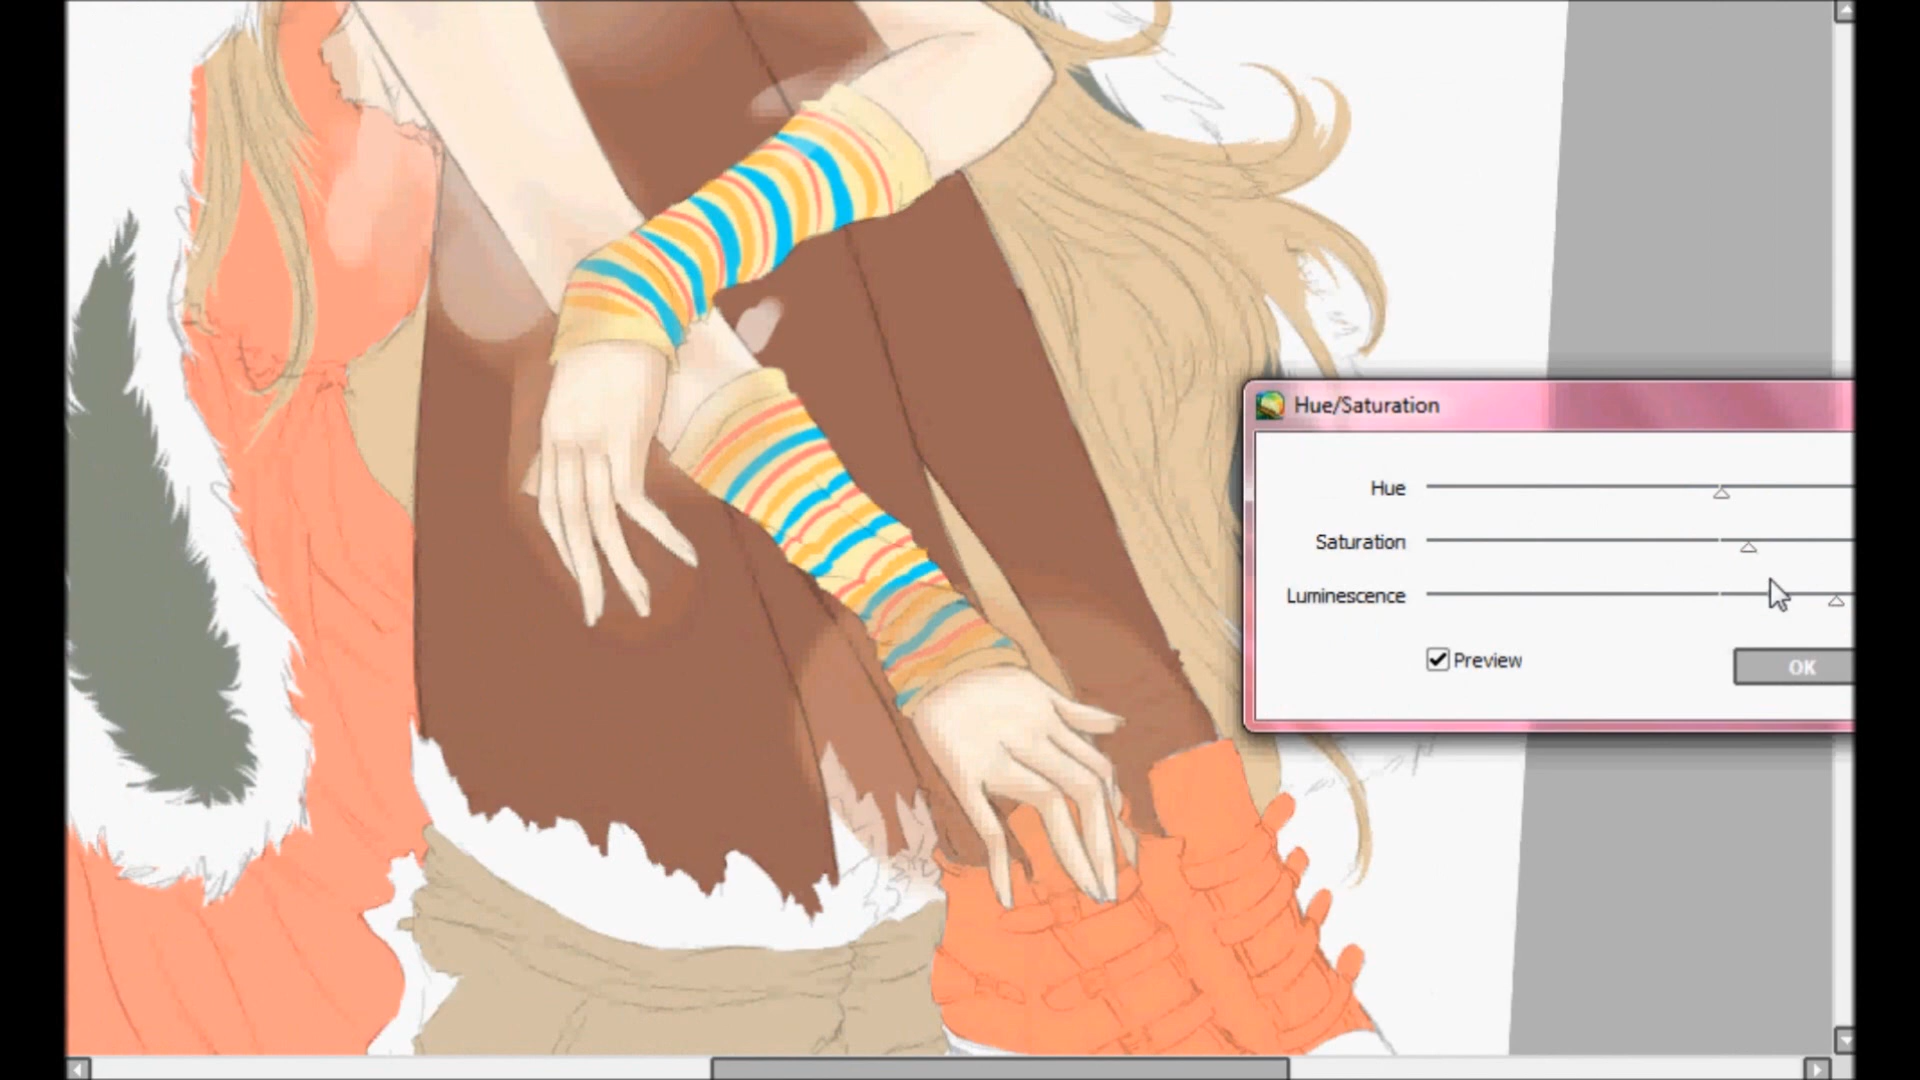 Hue/Saturation
Hue
Saturation
Luminescence
Preview
OK